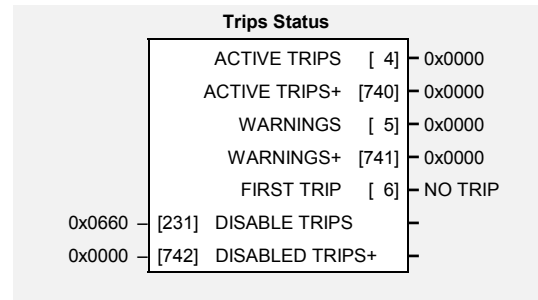 Trips Status
ACTIVE TRIPS [ 4] 0x0000
ACTIVE TRIPS+ [740] 0x0000
WARNINGS [ 5] 0x0000
WARNINGS+ [741] 0x0000
FIRST TRIP [ 6] NO TRIP
0x0660 [231] DISABLE TRIPS
0x0000 [742] DISABLED TRIPS+